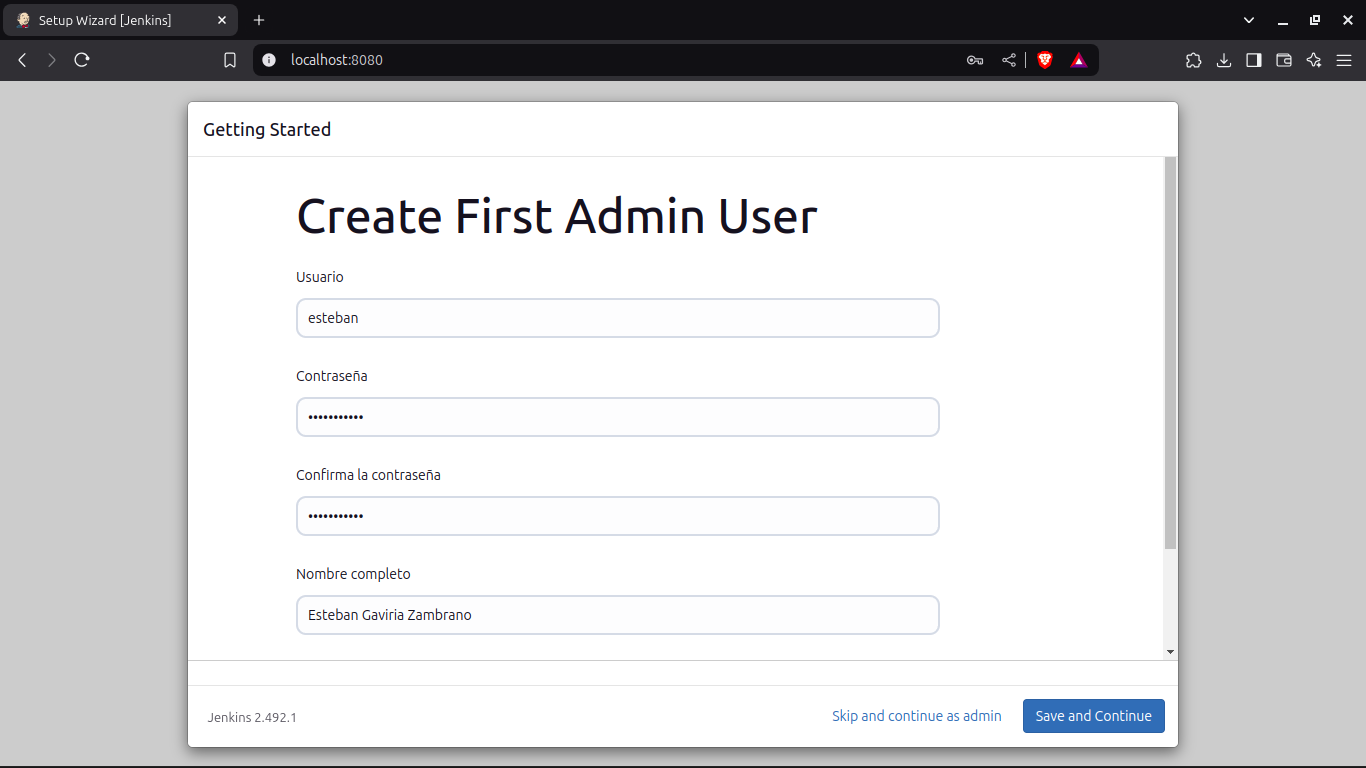 Setup Wizard [Jenkins]
localhost:8080
Getting Started
Create First Admin User
Usuario
esteban
Contraseña
•••••••••••
Confirma la contraseña
•••••••••••
Nombre completo
Esteban Gaviria Zambrano
Jenkins 2.492.1
Skip and continue as admin
Save and Continue